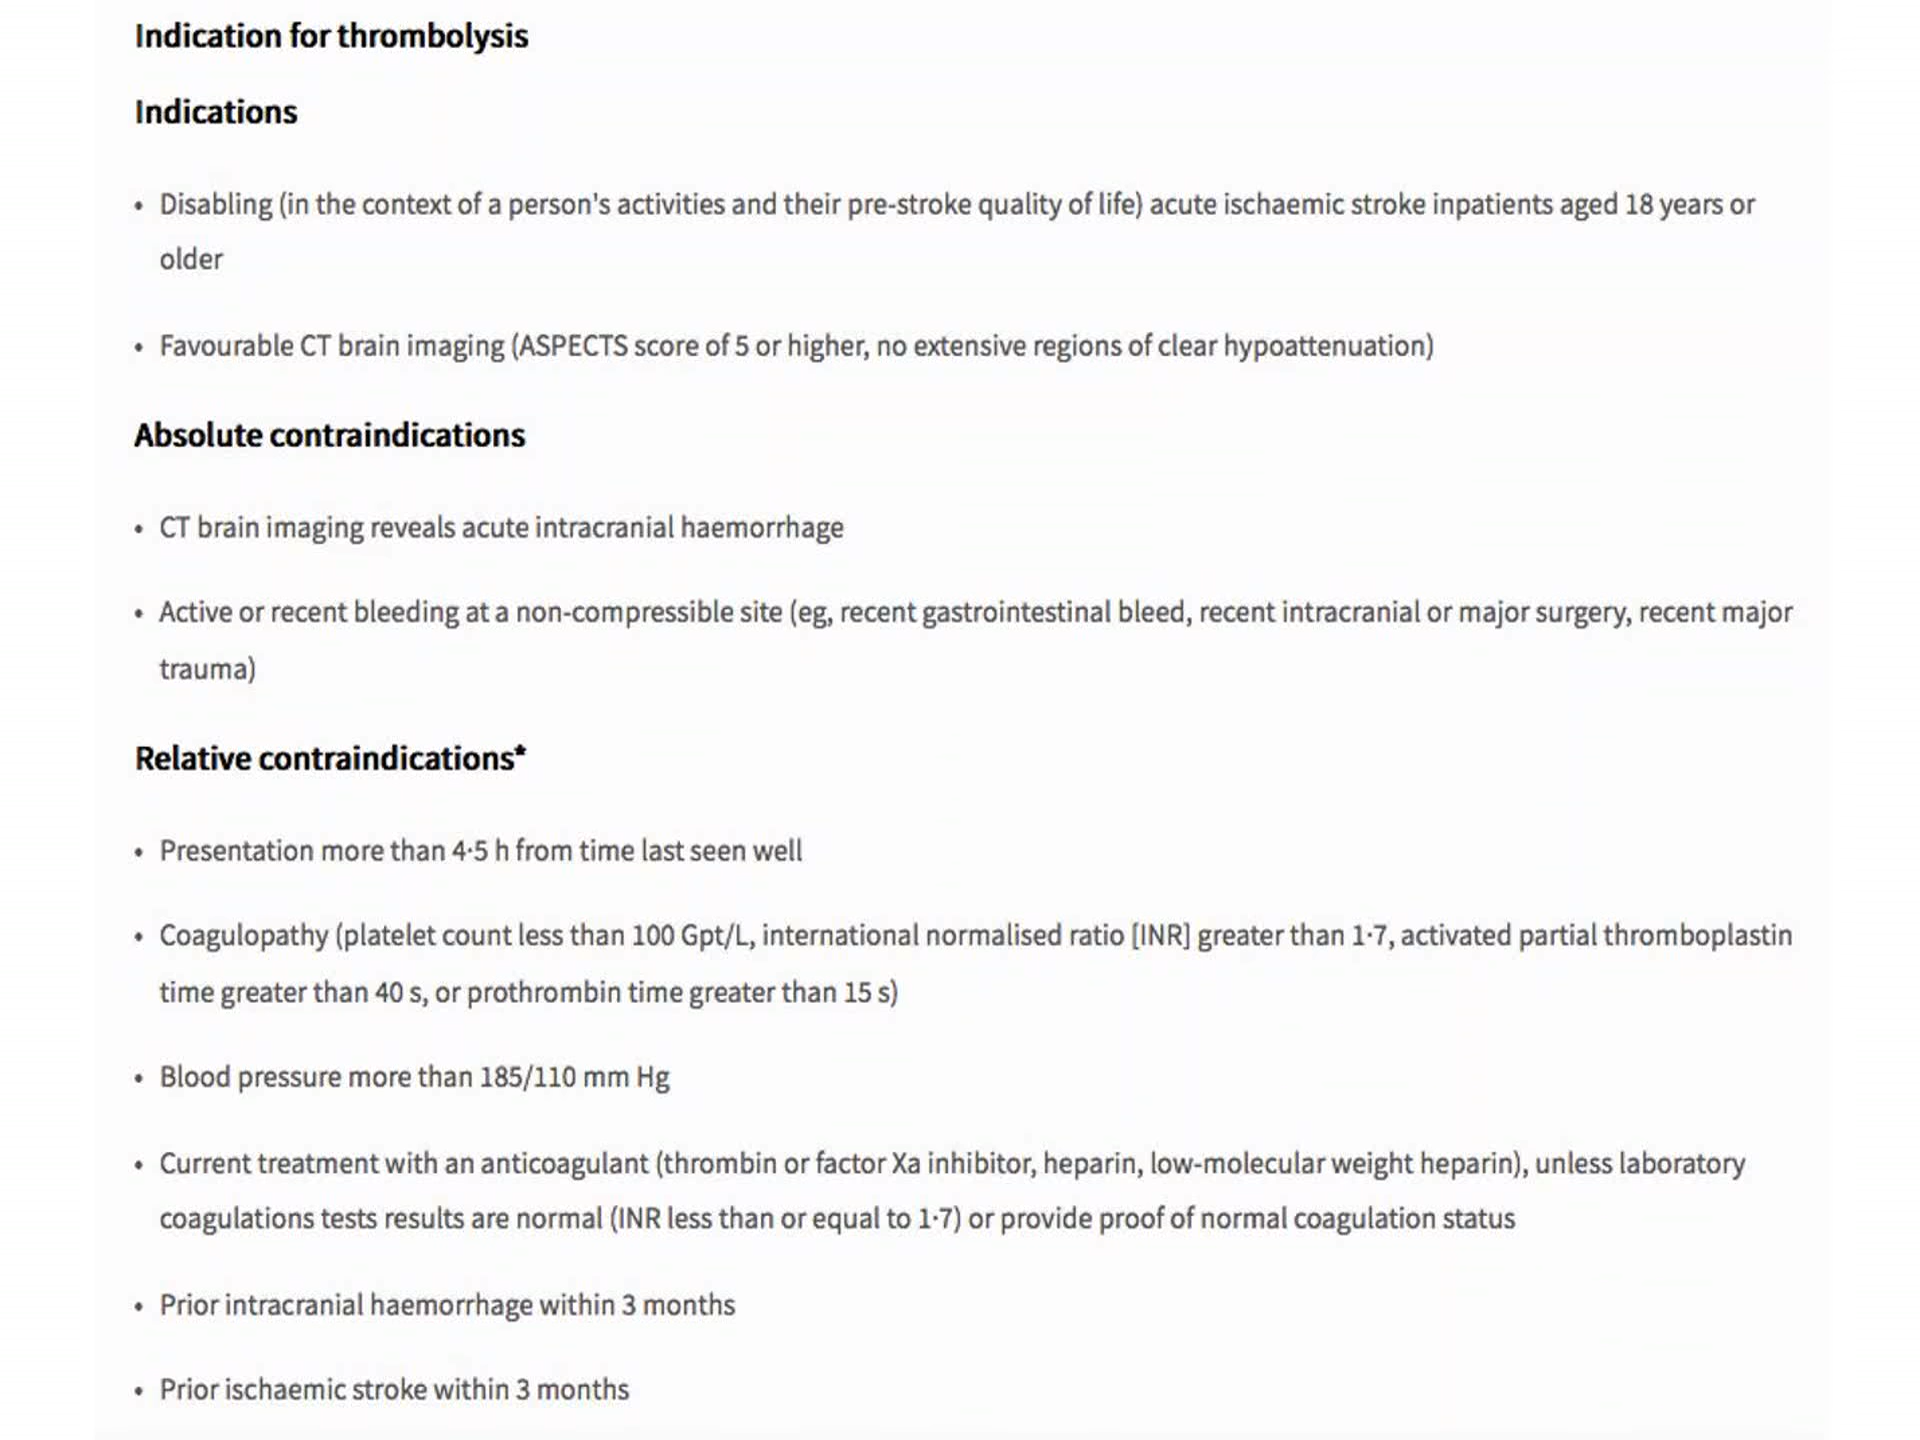 Indication for thrombolysis
Indications
• Disabling (in the context of a person's activities and their pre-stroke quality of life) acute ischaemic stroke inpatients aged 18 years or
older
• Favourable CT brain imaging (ASPECTS score of 5 or higher, no extensive regions of clear hypoattenuation)
Absolute contraindications
• CT brain imaging reveals acute intracranial haemorrhage
• Active or recent bleeding at a non-compressible site (eg, recent gastrointestinal bleed, recent intracranial or major surgery, recent major
trauma)
Relative contraindications*
• Presentation more than 4·5 h from time last seen well
• Coagulopathy (platelet count less than 100 Gpt/L, international normalised ratio [INR] greater than 1·7, activated partial thromboplastin
time greater than 40 s, or prothrombin time greater than 15 s)
• Blood pressure more than 185/110 mm Hg
• Current treatment with an anticoagulant (thrombin or factor Xa inhibitor, heparin, low-molecular weight heparin), unless laboratory
coagulations tests results are normal (INR less than or equal to 1·7) or provide proof of normal coagulation status
• Prior intracranial haemorrhage within 3 months
• Prior ischaemic stroke within 3 months